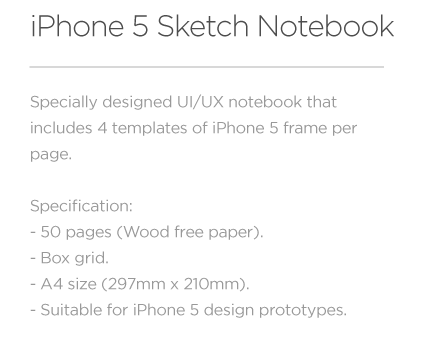 iPhone 5 Sketch Notebook
Specially designed UI/UX notebook that
includes 4 templates of iPhone 5 frame per
page.
Specification:
- 50 pages (Wood free paper).
- Box grid.
- A4 size (297mm x 210mm).
- Suitable for iPhone 5 design prototypes.